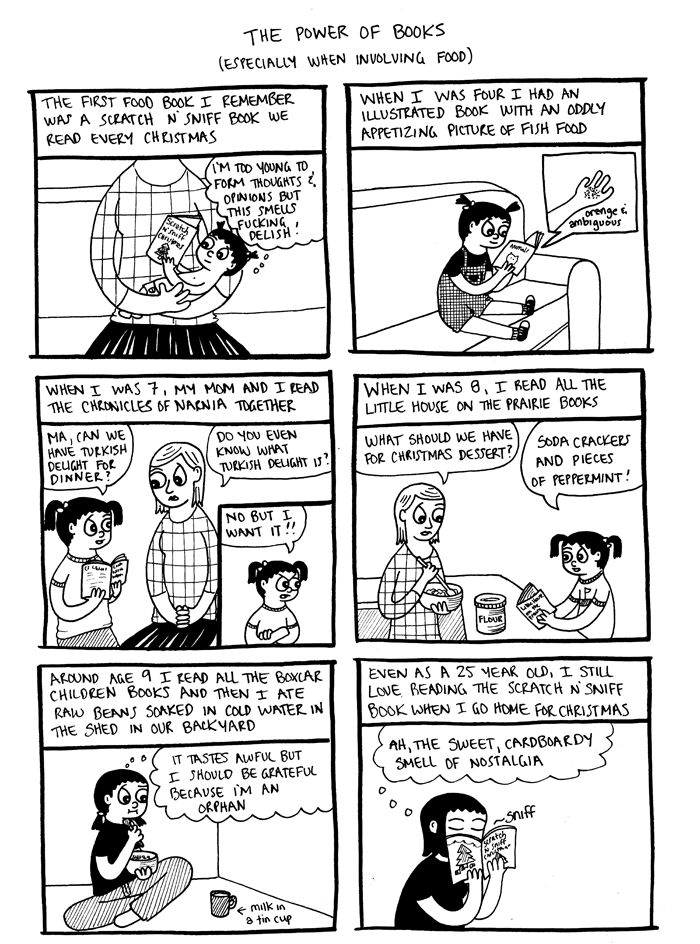 THE POWER OF BOOKS
(ESPECIALLY WHEN INVOLVING FOOD)
THE FIRST FOOD BOOK I REMEMBER
WAS A SCRATCH N' SNIFF BOOK WE
READ EVERY CHRISTMAS
I'M TOO YOUNG TO
FORM THOUGHTS &
OPINIONS BUT
THIS SMELLS
FUCKING
DELISH!
Scratch
n' Sniff
Christmas
WHEN I WAS FOUR I HAD AN
ILLUSTRATED BOOK WITH AN ODDLY
APPETIZING PICTURE OF FISH FOOD
orange &
ambiguous
Animals
WHEN I WAS 7, MY MOM AND I READ
THE CHRONICLES OF NARNIA TOGETHER
MA, CAN WE
HAVE TURKISH
DELIGHT FOR
DINNER?
DO YOU EVEN
KNOW WHAT
TURKISH DELIGHT IS?
NO BUT I
WANT IT!!
WHEN I WAS 8, I READ ALL THE
LITTLE HOUSE ON THE PRAIRIE BOOKS
WHAT SHOULD WE HAVE
FOR CHRISTMAS DESSERT?
SODA CRACKERS
AND PIECES
OF PEPPERMINT!
FLOUR
P
AROUND AGE 9 I READ ALL THE BOXCAR
CHILDREN BOOKS AND THEN I ATE
RAW BEANS SOAKED IN COLD WATER IN
THE SHED IN OUR BACKYARD
IT TASTES AWFUL BUT
I SHOULD BE GRATEFUL
BECAUSE I'M AN
ORPHAN
← milk in
a tin cup
EVEN AS A 25 YEAR OLD, I STILL
LOVE READING THE SCRATCH N' SNIFF
BOOK WHEN I GO HOME FOR CHRISTMAS
AH, THE SWEET, CARDBOARDY
SMELL OF NOSTALGIA
~sniff
Scratch
n' Sniff
Christmas